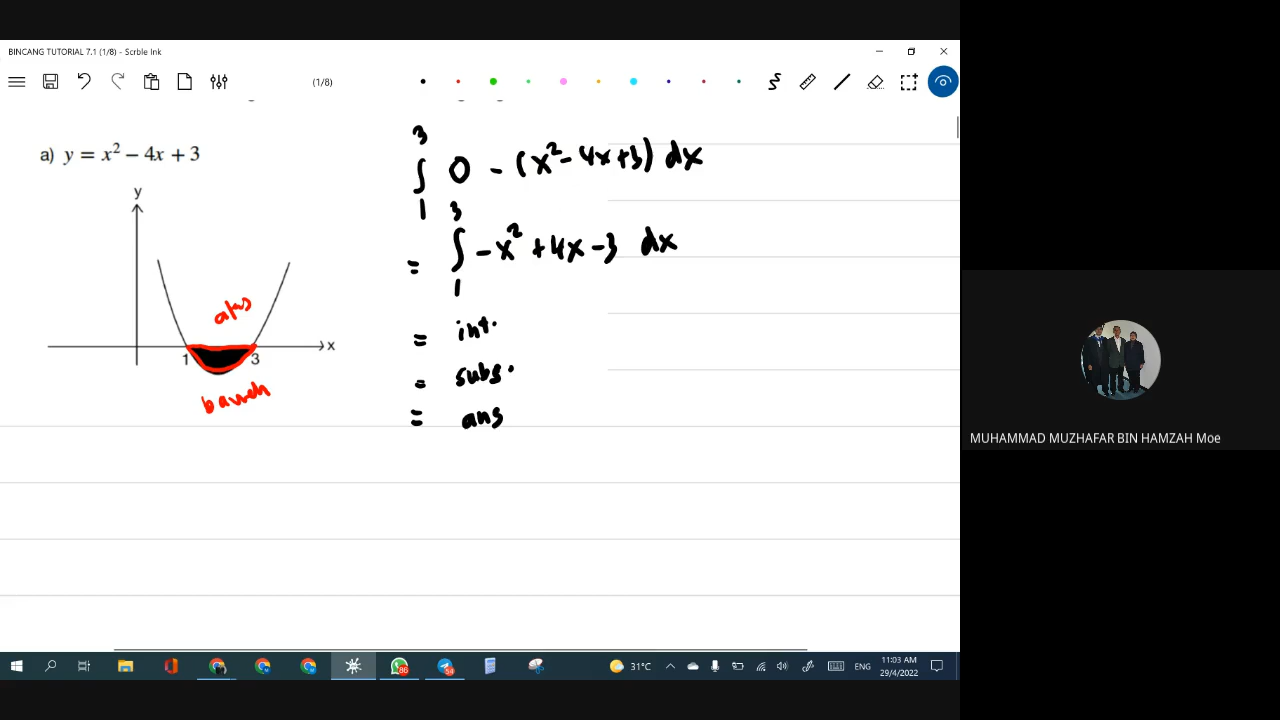 BINCANG TUTORIAL 7.1 (1/8) - Scrble Ink
(1/8)
a) y = x² − 4x + 3
y
x
1
3
atas
bawah
3
∫ 0 - (x² - 4x + 3) dx
1
3
= ∫ -x² + 4x - 3 dx
1
= int.
= subs.
= ans
MUHAMMAD MUZHAFAR BIN HAMZAH Moe
86
54
31°C
ENG
11:03 AM
29/4/2022